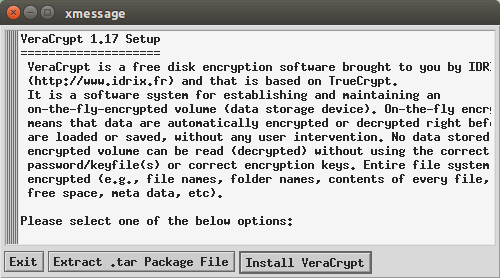 xmessage
VeraCrypt 1.17 Setup
====================
VeraCrypt is a free disk encryption software brought to you by IDRI
(http://www.idrix.fr) and that is based on TrueCrypt.
It is a software system for establishing and maintaining an
on-the-fly-encrypted volume (data storage device). On-the-fly encry
means that data are automatically encrypted or decrypted right befo
are loaded or saved, without any user intervention. No data stored
encrypted volume can be read (decrypted) without using the correct
password/keyfile(s) or correct encryption keys. Entire file system
encrypted (e.g., file names, folder names, contents of every file,
free space, meta data, etc).
Please select one of the below options:
Exit
Extract .tar Package File
Install VeraCrypt